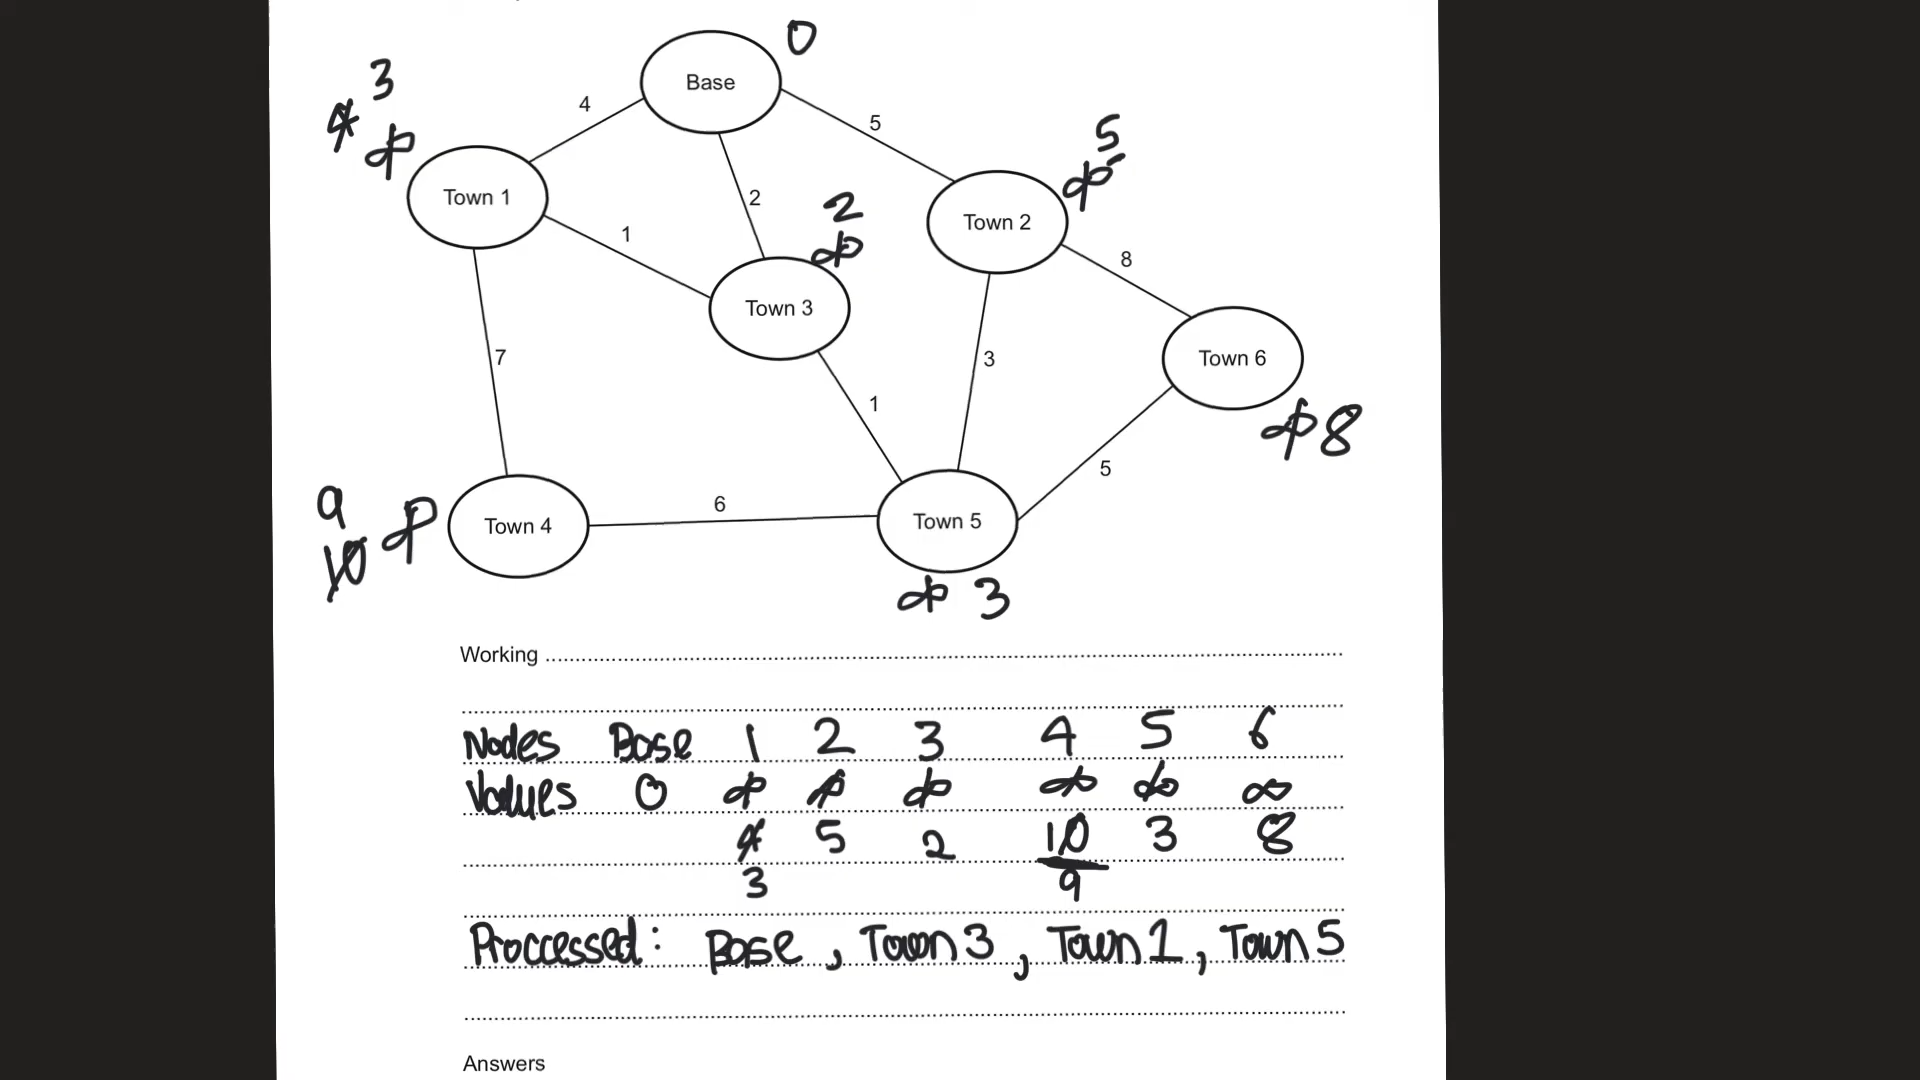 0
Base
3
4 ∞
4
5
5
∞
Town 1
2
2
Town 2
1
∞
8
Town 3
Town 6
7
3
1
∞ 8
5
9
6
10 ∞
Town 4
Town 5
∞ 3
Working
Nodes Base 1 2 3 4 5 6
Values 0 ∞ ∞ ∞ ∞ ∞ ∞
4 5 2 10 3 8
3 9
Proccessed: Base, Town 3, Town 1, Town 5
Answers